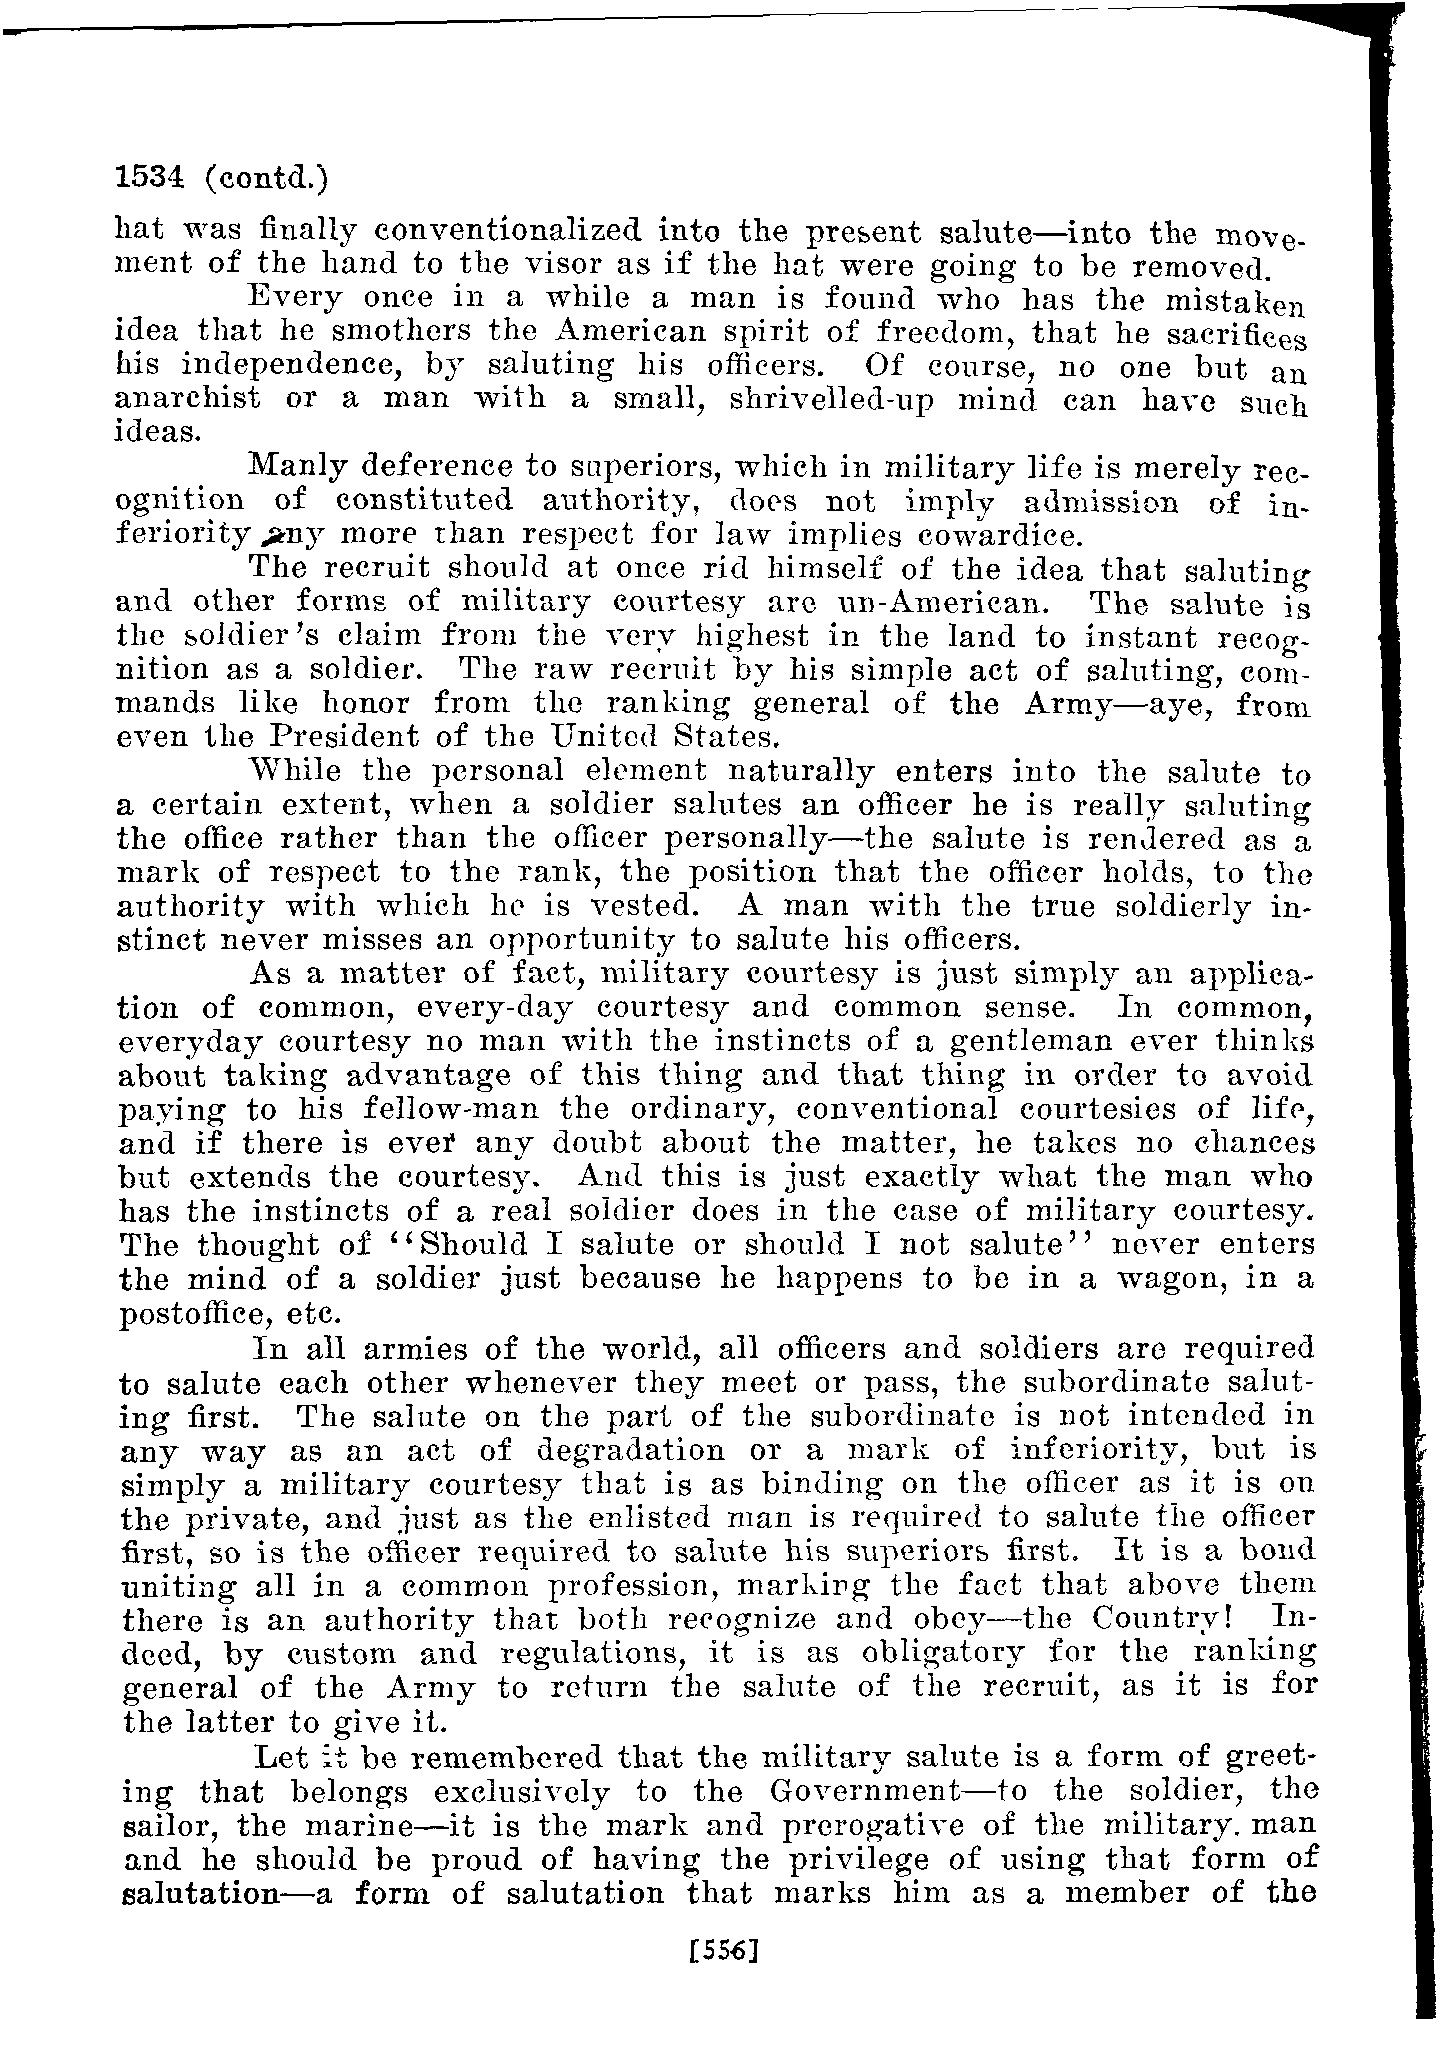 1534 (contd.)
hat was finally conventionalized into the present salute—into the move-
ment of the hand to the visor as if the hat were going to be removed.
Every once in a while a man is found who has the mistaken
idea that he smothers the American spirit of freedom, that he sacrifices
his independence, by saluting his officers. Of course, no one but an
anarchist or a man with a small, shrivelled-up mind can have such
ideas.
Manly deference to superiors, which in military life is merely rec-
ognition of constituted authority, does not imply admission of in-
feriority any more than respect for law implies cowardice.
The recruit should at once rid himself of the idea that saluting
and other forms of military courtesy are un-American. The salute is
the soldier's claim from the very highest in the land to instant recog-
nition as a soldier. The raw recruit by his simple act of saluting, com-
mands like honor from the ranking general of the Army—aye, from
even the President of the United States.
While the personal element naturally enters into the salute to
a certain extent, when a soldier salutes an officer he is really saluting
the office rather than the officer personally—the salute is rendered as a
mark of respect to the rank, the position that the officer holds, to the
authority with which he is vested. A man with the true soldierly in-
stinct never misses an opportunity to salute his officers.
As a matter of fact, military courtesy is just simply an applica-
tion of common, every-day courtesy and common sense. In common,
everyday courtesy no man with the instincts of a gentleman ever thinks
about taking advantage of this thing and that thing in order to avoid
paying to his fellow-man the ordinary, conventional courtesies of life,
and if there is ever any doubt about the matter, he takes no chances
but extends the courtesy. And this is just exactly what the man who
has the instincts of a real soldier does in the case of military courtesy.
The thought of "Should I salute or should I not salute" never enters
the mind of a soldier just because he happens to be in a wagon, in a
postoffice, etc.
In all armies of the world, all officers and soldiers are required
to salute each other whenever they meet or pass, the subordinate salut-
ing first. The salute on the part of the subordinate is not intended in
any way as an act of degradation or a mark of inferiority, but is
simply a military courtesy that is as binding on the officer as it is on
the private, and just as the enlisted man is required to salute the officer
first, so is the officer required to salute his superiors first. It is a bond
uniting all in a common profession, marking the fact that above them
there is an authority that both recognize and obey—the Country! In-
deed, by custom and regulations, it is as obligatory for the ranking
general of the Army to return the salute of the recruit, as it is for
the latter to give it.
Let it be remembered that the military salute is a form of greet-
ing that belongs exclusively to the Government—to the soldier, the
sailor, the marine—it is the mark and prerogative of the military. man
and he should be proud of having the privilege of using that form of
salutation—a form of salutation that marks him as a member of the
[556]